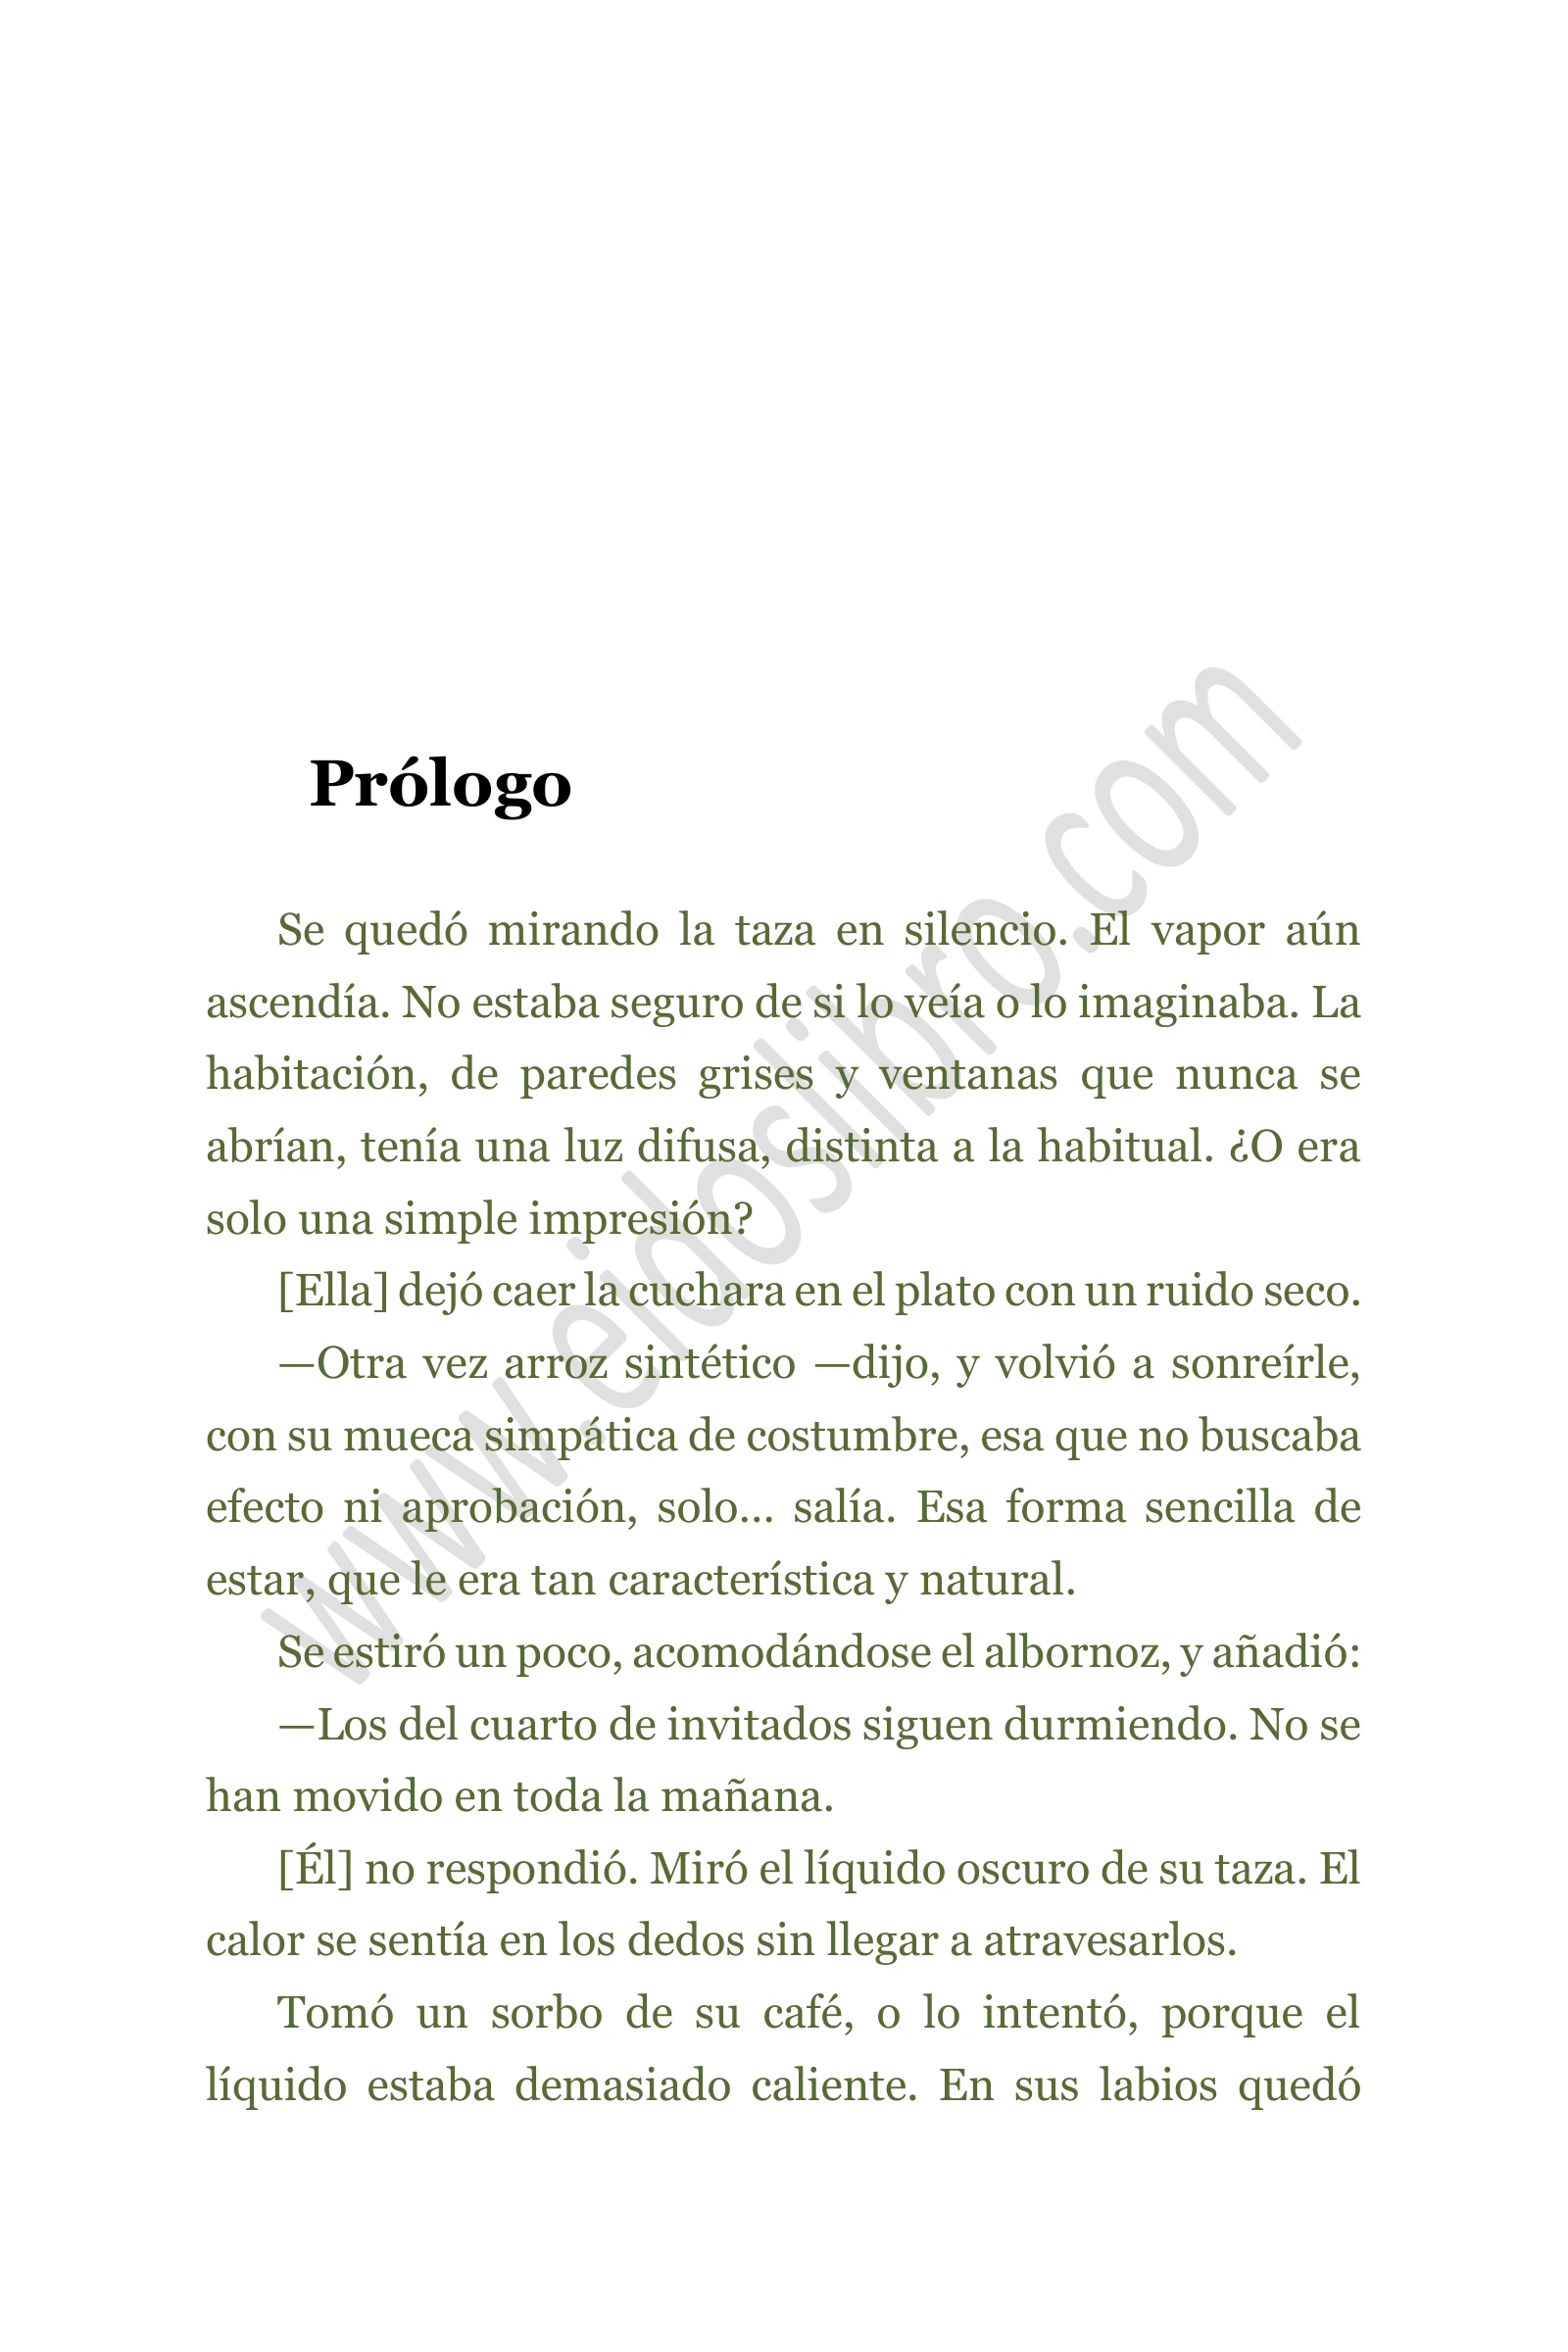 Prólogo
Se quedó mirando la taza en silencio. El vapor aún
ascendía. No estaba seguro de si lo veía o lo imaginaba. La
habitación, de paredes grises y ventanas que nunca se
abrían, tenía una luz difusa, distinta a la habitual. ¿O era
solo una simple impresión?
[Ella] dejó caer la cuchara en el plato con un ruido seco.
—Otra vez arroz sintético —dijo, y volvió a sonreírle,
con su mueca simpática de costumbre, esa que no buscaba
efecto ni aprobación, solo... salía. Esa forma sencilla de
estar, que le era tan característica y natural.
Se estiró un poco, acomodándose el albornoz, y añadió:
—Los del cuarto de invitados siguen durmiendo. No se
han movido en toda la mañana.
[Él] no respondió. Miró el líquido oscuro de su taza. El
calor se sentía en los dedos sin llegar a atravesarlos.
Tomó un sorbo de su café, o lo intentó, porque el
líquido estaba demasiado caliente. En sus labios quedó
www.eidoslibro.com